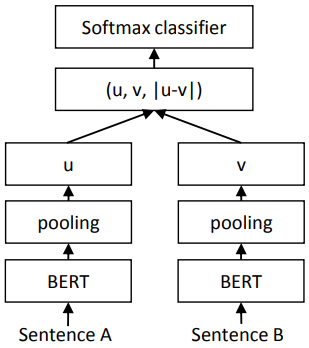 Softmax classifier
(u, v, |u-v|)
u
v
pooling
pooling
BERT
BERT
Sentence A
Sentence B